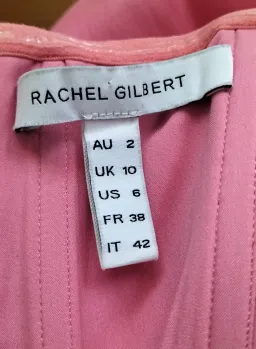 RACHEL GILBERT
AU 2
UK 10
US 6
FR 38
IT 42